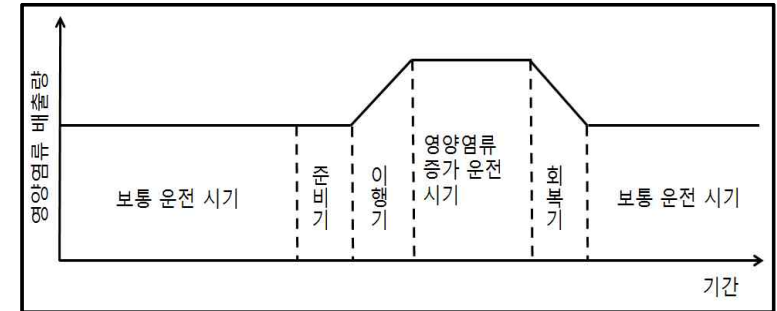 영양염류 배출량
보통 운전 시기
준비기
이행기
영양염류
증가 운전
시기
회복기
보통 운전 시기
기간